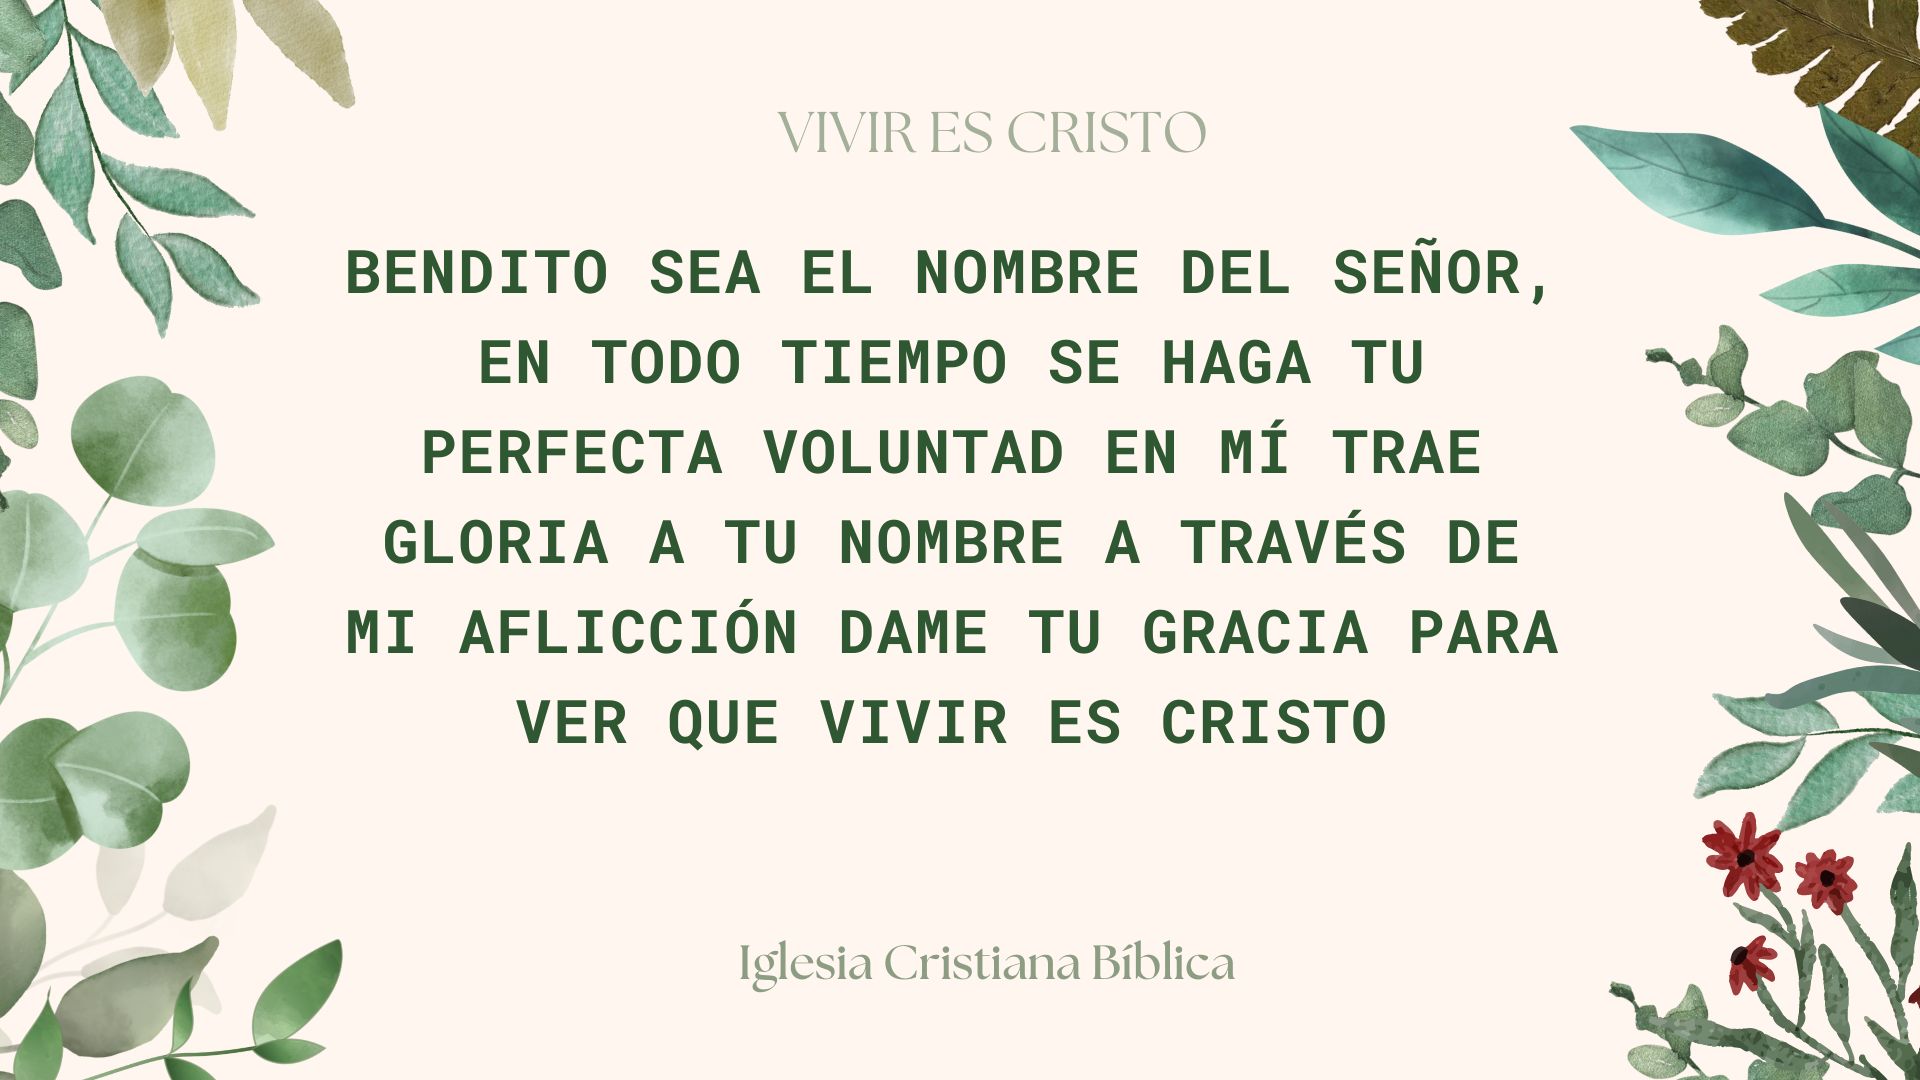 VIVIR ES CRISTO
BENDITO SEA EL NOMBRE DEL SEÑOR,
EN TODO TIEMPO SE HAGA TU
PERFECTA VOLUNTAD EN MÍ TRAE
GLORIA A TU NOMBRE A TRAVÉS DE
MI AFLICCIÓN DAME TU GRACIA PARA
VER QUE VIVIR ES CRISTO
Iglesia Cristiana Bíblica